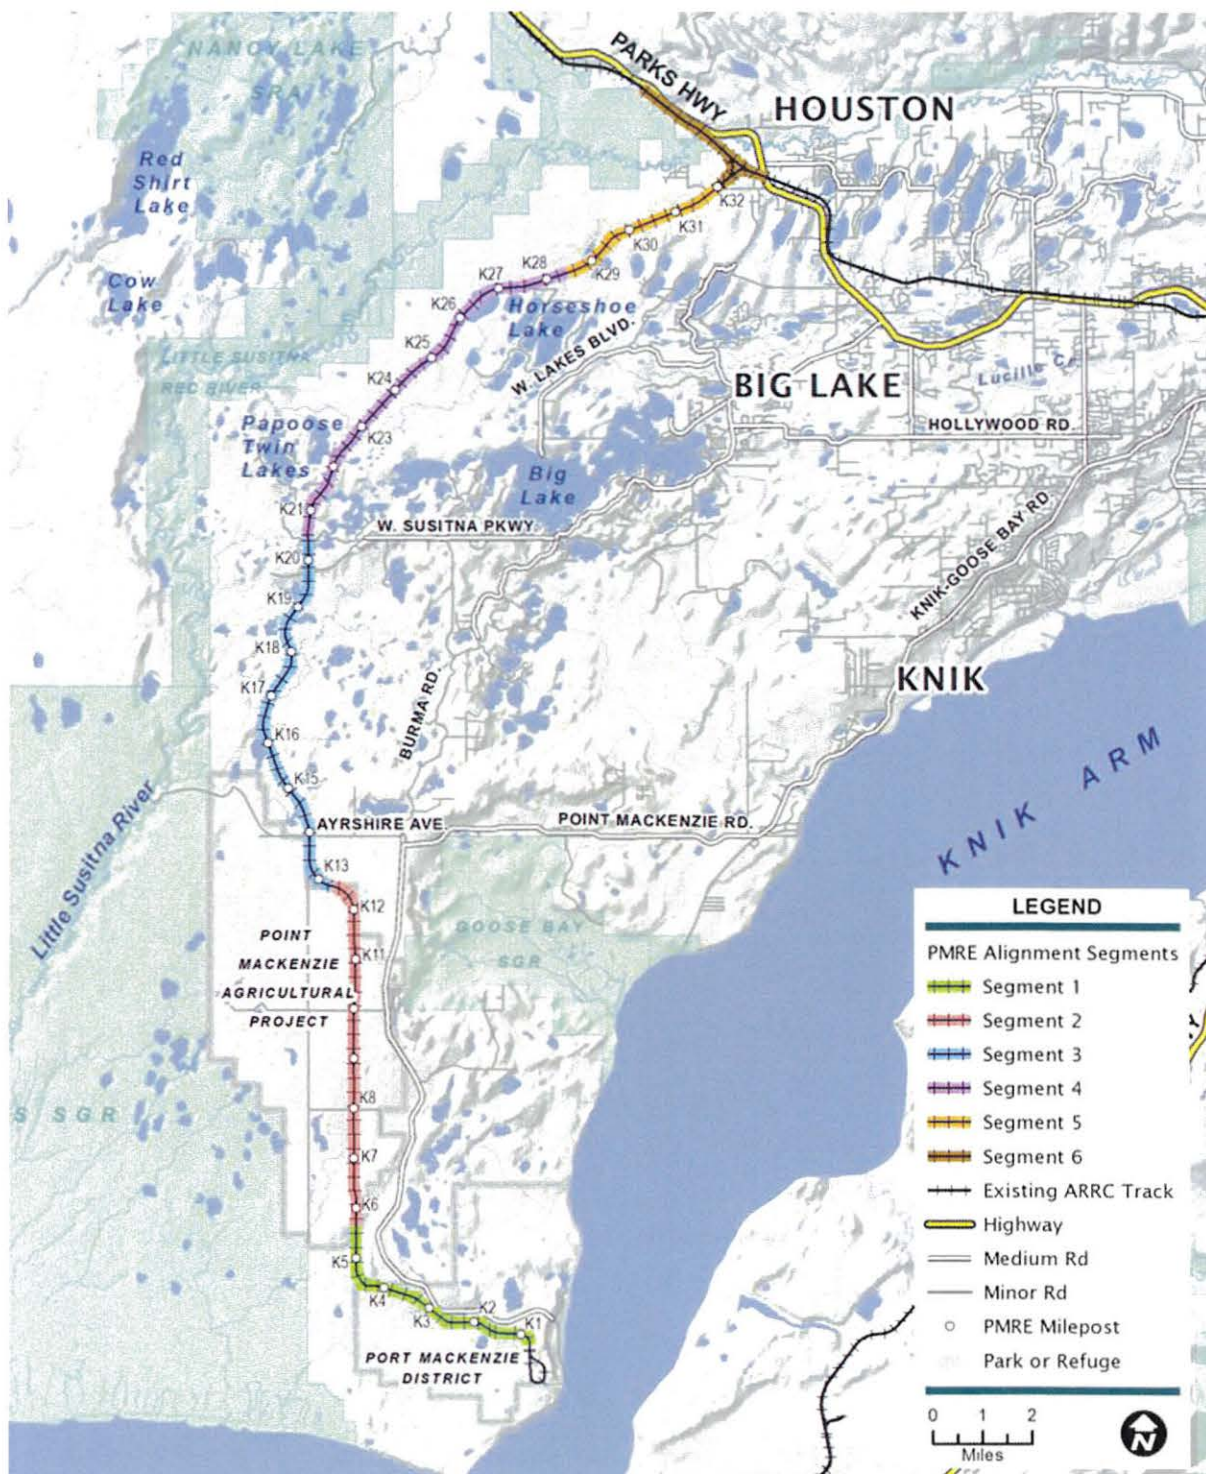 NANCY LAKE
SRA
PARKS HWY
HOUSTON
Red
Shirt
Lake
K32
K31
K30
K29
K28
K27
Cow
Lake
Horseshoe
Lake
K26
W. LAKES BLVD.
LITTLE SUSITNA
REC RIVER
K25
BIG LAKE
Lucille Cr.
K24
Papoose
Twin
Lakes
K23
HOLLYWOOD RD.
Big
Lake
K21
W. SUSITNA PKWY
K20
KNIK-GOOSE BAY RD.
K19
K18
KNIK
K17
BURMA RD.
K16
KNIK ARM
K15
Little Susitna River
AYRSHIRE AVE.
POINT MACKENZIE RD.
K13
K12
POINT
MACKENZIE
AGRICULTURAL
PROJECT
K11
GOOSE BAY
SGR
K8
S SGR
K7
K6
K5
K4
K3
K2
K1
PORT MACKENZIE
DISTRICT
LEGEND
PMRE Alignment Segments
Segment 1
Segment 2
Segment 3
Segment 4
Segment 5
Segment 6
Existing ARRC Track
Highway
Medium Rd
Minor Rd
PMRE Milepost
Park or Refuge
0 1 2
Miles
N